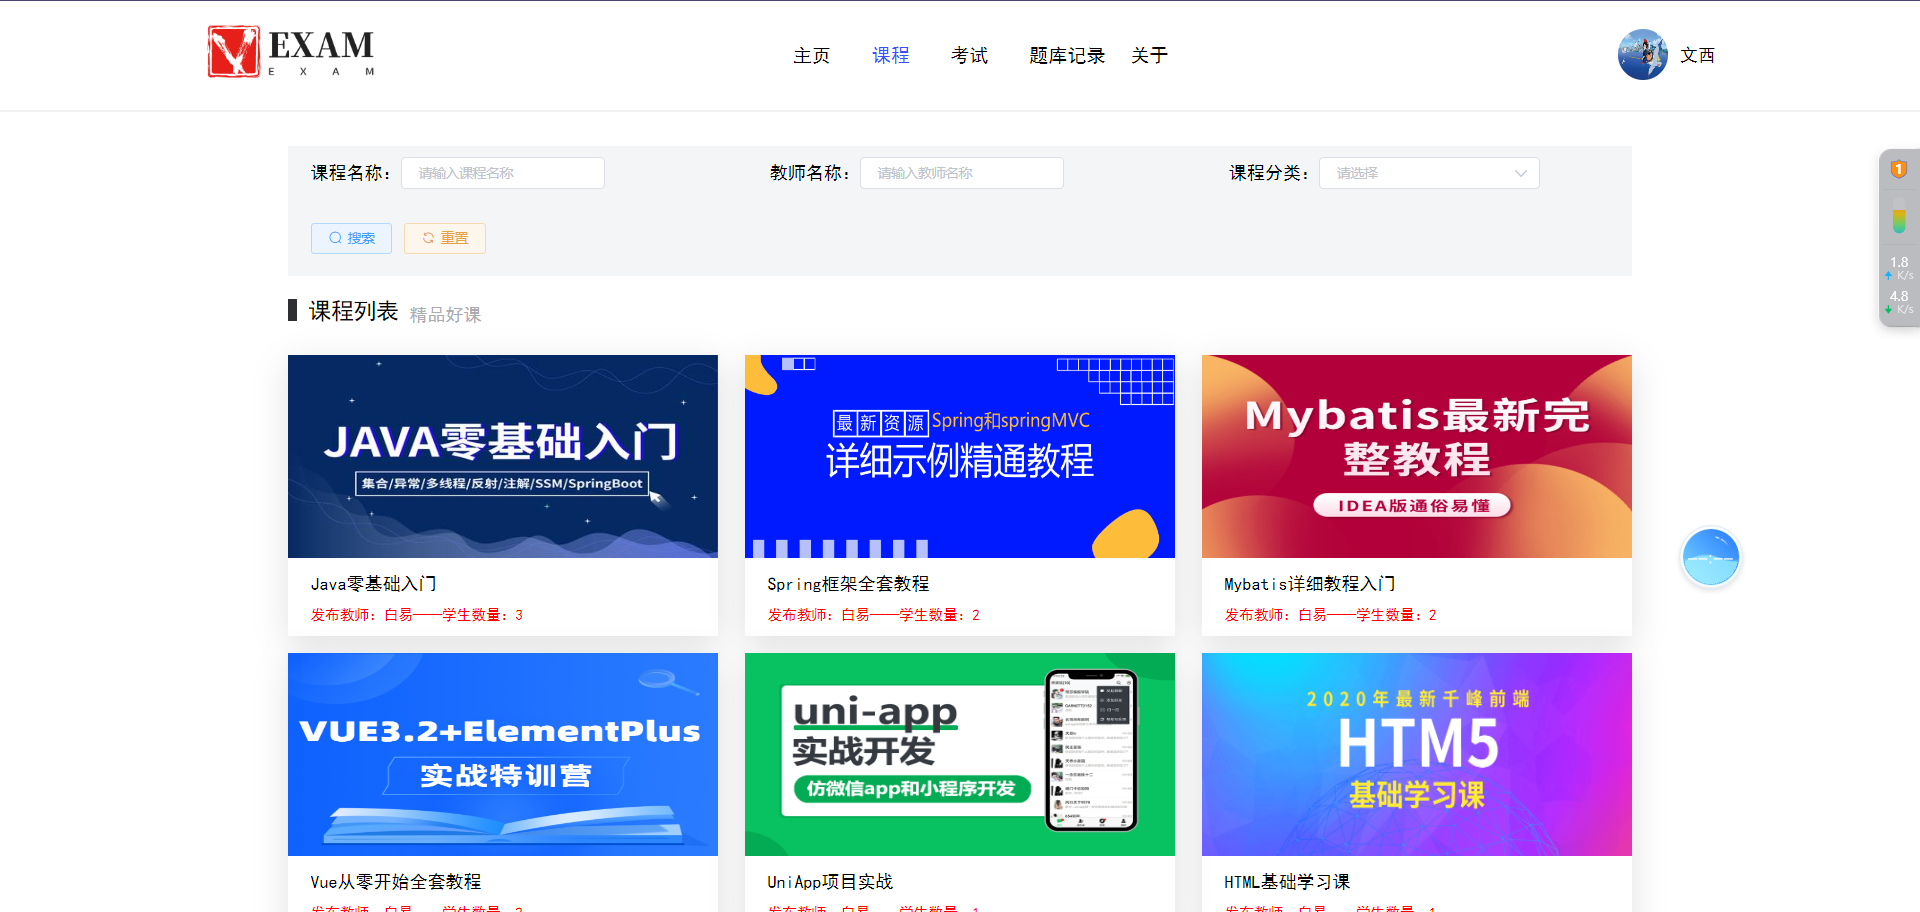 EXAM
EXAM
主页 课程 考试 题库记录 关于
文西
课程名称： 请输入课程名称 教师名称： 请输入教师名称 课程分类： 请选择
搜索 重置
1
1.8
K/s
4.8
K/s
课程列表 精品好课
JAVA零基础入门
集合/异常/多线程/反射/注解/SSM/SpringBoot
最新资源 Spring和springMVC
详细示例精通教程
Mybatis最新完
整教程
IDEA版通俗易懂
Java零基础入门
发布教师：白易——学生数量：3
Spring框架全套教程
发布教师：白易——学生数量：2
Mybatis详细教程入门
发布教师：白易——学生数量：2
VUE3.2+ElementPlus
实战特训营
uni-app
实战开发
仿微信app和小程序开发
2020年最新千峰前端
HTM5
基础学习课
Vue从零开始全套教程
UniApp项目实战
HTML基础学习课